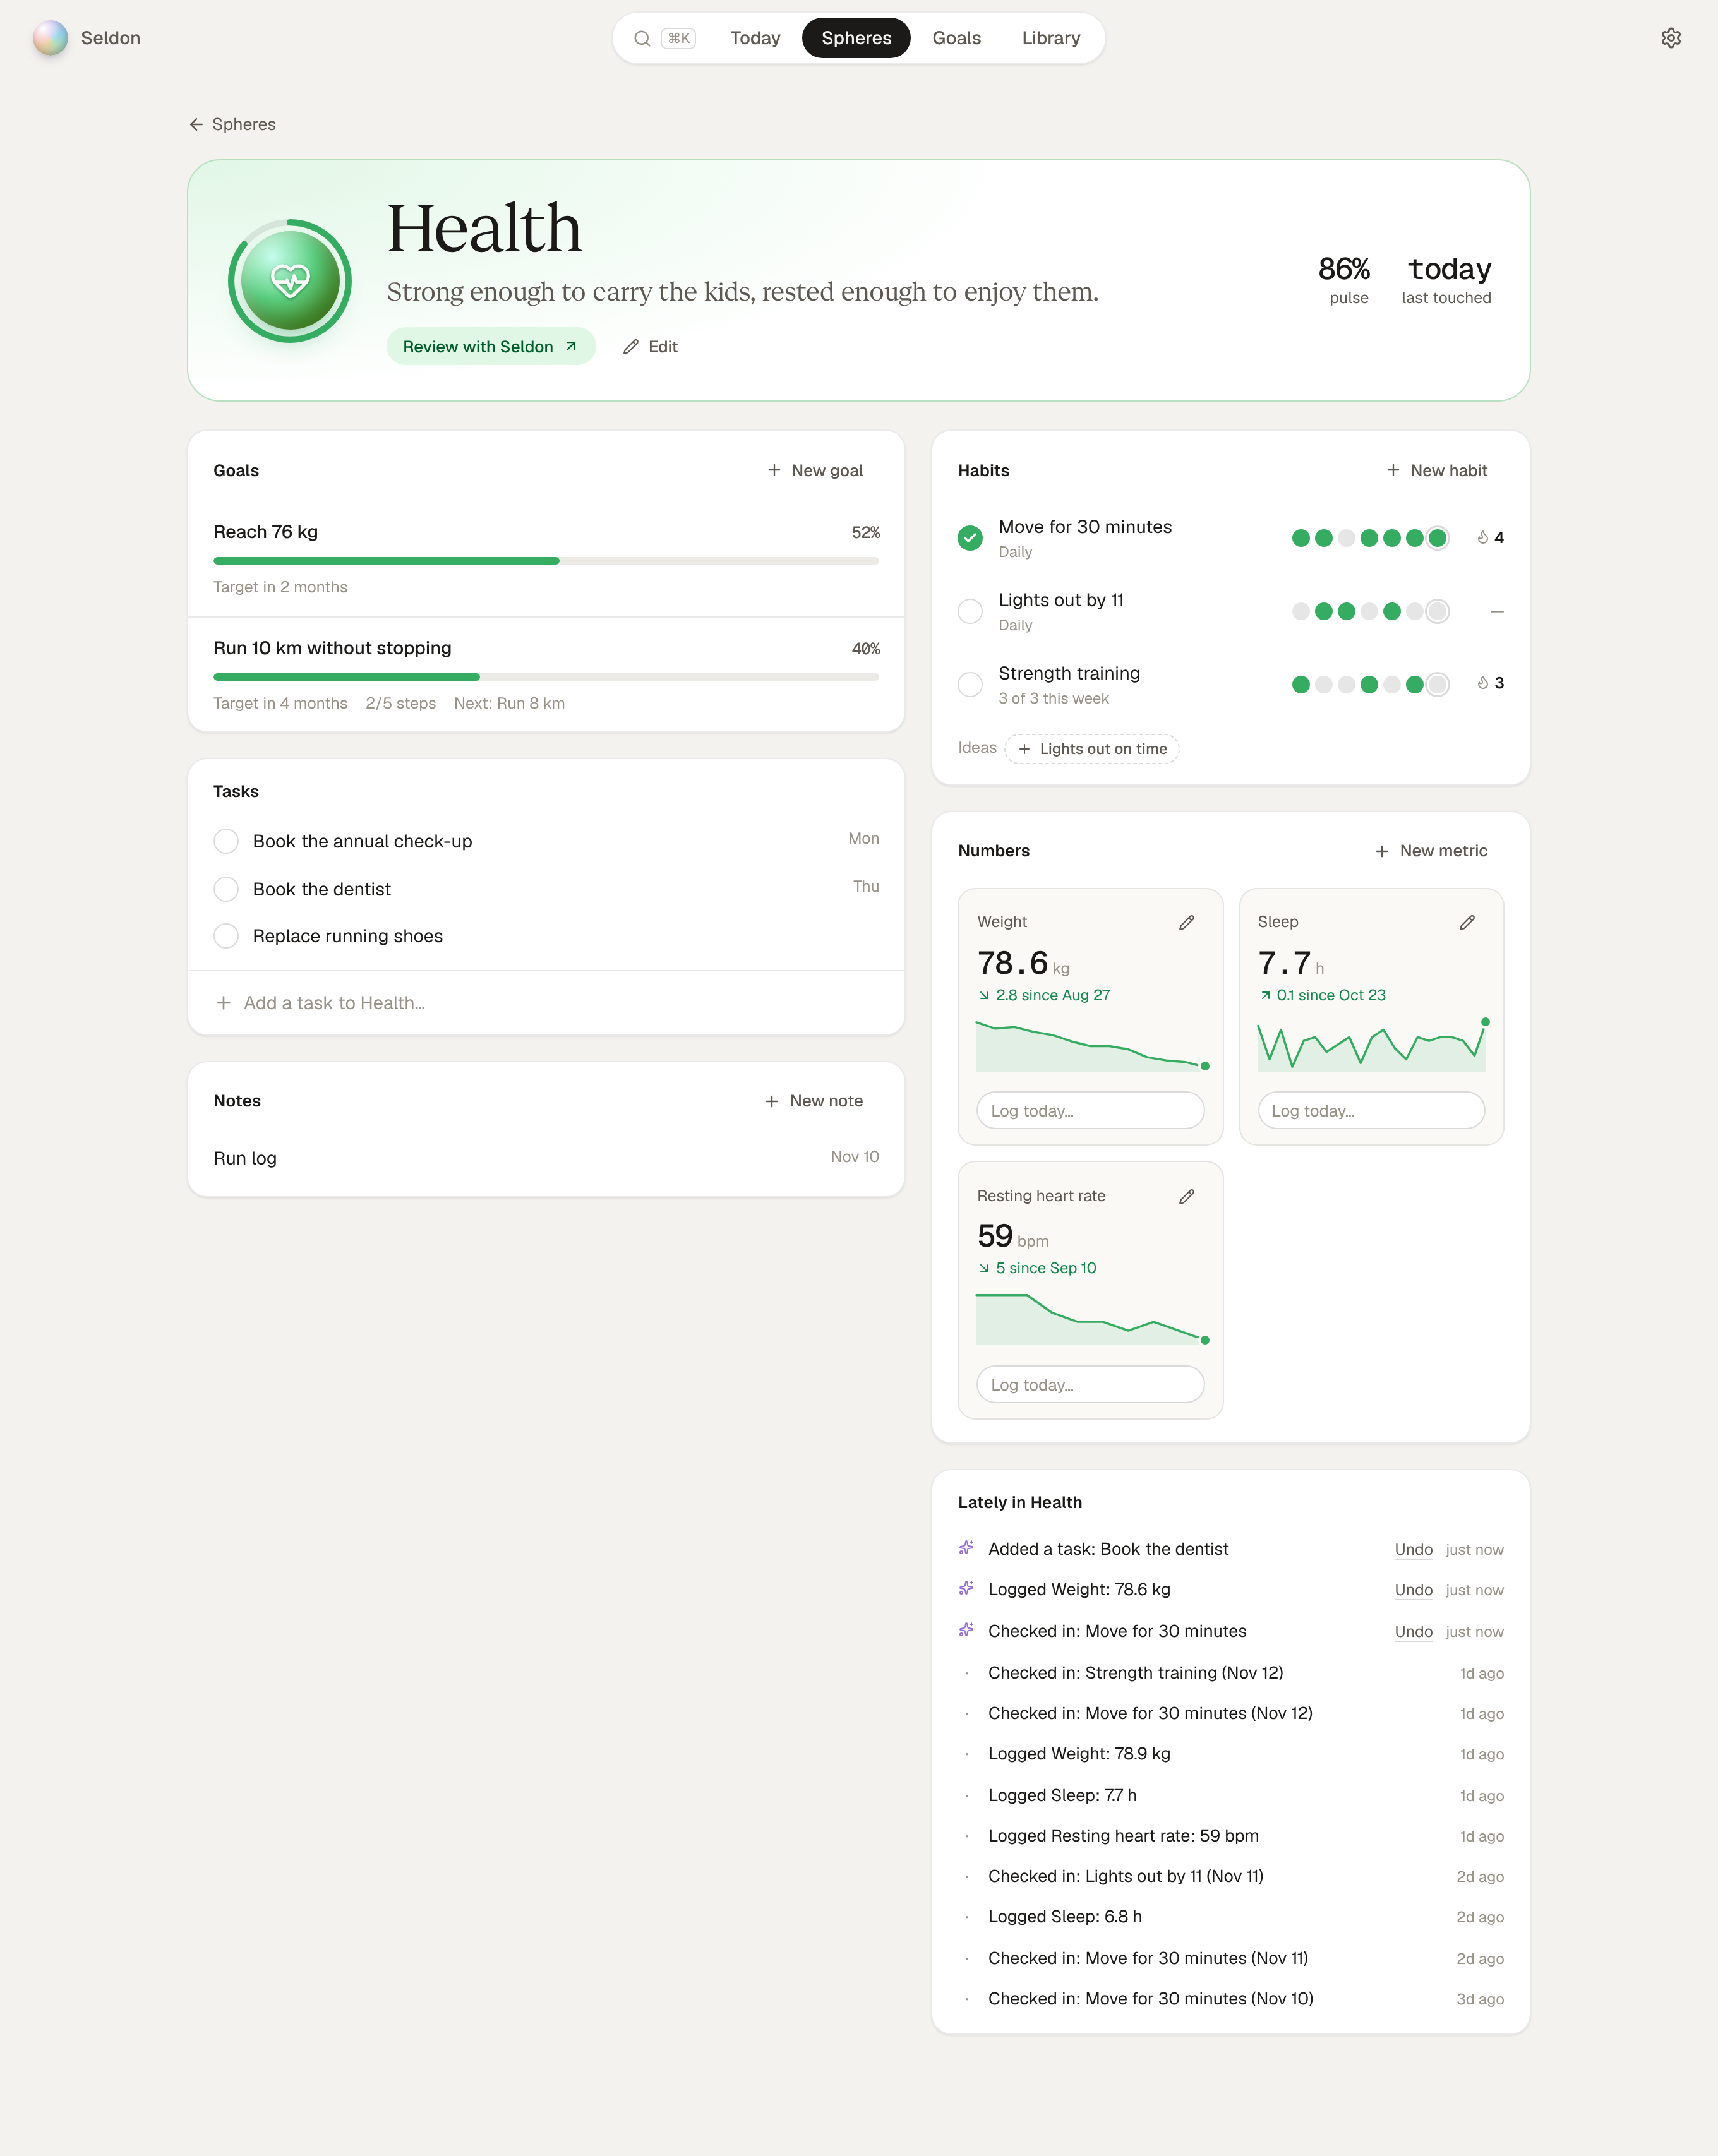 Seldon
⌘K Today Spheres Goals Library
Spheres
Health
Strong enough to carry the kids, rested enough to enjoy them.
Review with Seldon
Edit
86%
pulse
today
last touched
Goals
New goal
Reach 76 kg
52%
Target in 2 months
Run 10 km without stopping
40%
Target in 4 months 2/5 steps Next: Run 8 km
Tasks
Book the annual check-up
Mon
Book the dentist
Thu
Replace running shoes
Add a task to Health...
Notes
New note
Run log
Nov 10
Habits
New habit
Move for 30 minutes
Daily
4
Lights out by 11
Daily
—
Strength training
3 of 3 this week
3
Ideas
Lights out on time
Numbers
New metric
Weight
78.6 kg
2.8 since Aug 27
Log today...
Sleep
7.7 h
0.1 since Oct 23
Log today...
Resting heart rate
59 bpm
5 since Sep 10
Log today...
Lately in Health
Added a task: Book the dentist Undo just now
Logged Weight: 78.6 kg Undo just now
Checked in: Move for 30 minutes Undo just now
· Checked in: Strength training (Nov 12) 1d ago
· Checked in: Move for 30 minutes (Nov 12) 1d ago
· Logged Weight: 78.9 kg 1d ago
· Logged Sleep: 7.7 h 1d ago
· Logged Resting heart rate: 59 bpm 1d ago
· Checked in: Lights out by 11 (Nov 11) 2d ago
· Logged Sleep: 6.8 h 2d ago
· Checked in: Move for 30 minutes (Nov 11) 2d ago
· Checked in: Move for 30 minutes (Nov 10) 3d ago